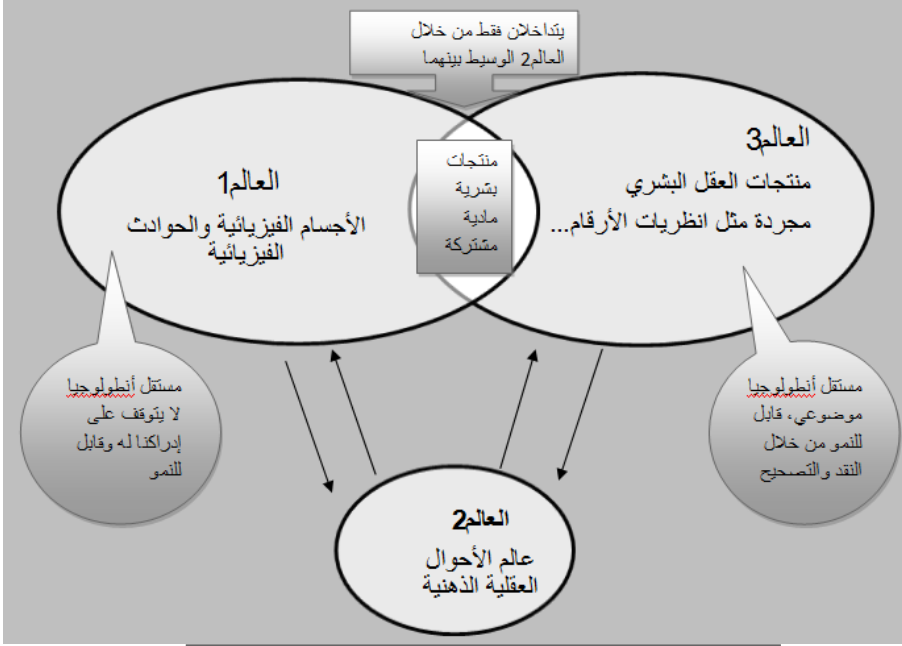 يتداخلان فقط من خلال
العالم2 الوسيط بينهما
العالم3
منتجات العقل البشري
مجردة مثل انظريات الأرقام...
منتجات
بشرية
مادية
مشتركة
العالم1
الأجسام الفيزيائية والحوادث
الفيزيائية
مستقل أنطولوجيا
موضوعي، قابل
للنمو من خلال
النقد والتصحيح
مستقل أنطولوجيا
لا يتوقف على
إدراكنا له وقابل
للنمو
العالم2
عالم الأحوال
العقلية الذهنية